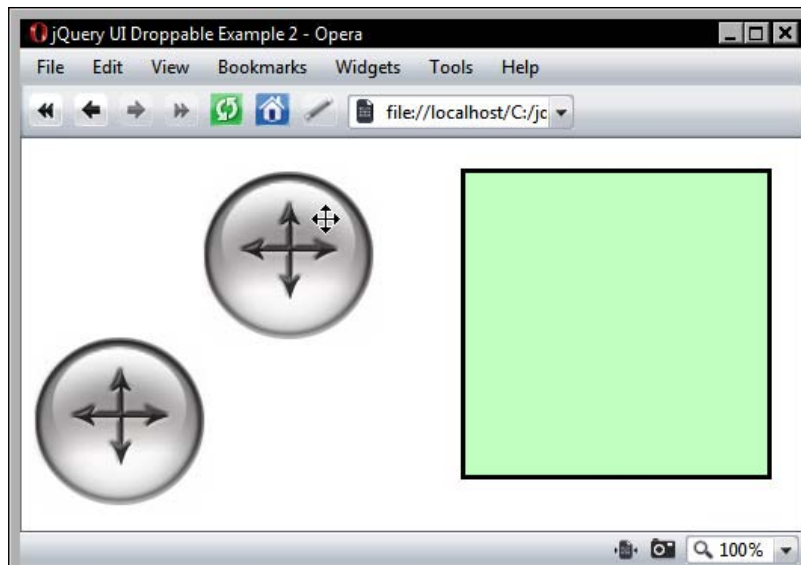 jQuery UI Droppable Example 2 - Opera
File Edit View Bookmarks Widgets Tools Help
file://localhost/C:/jc
100%